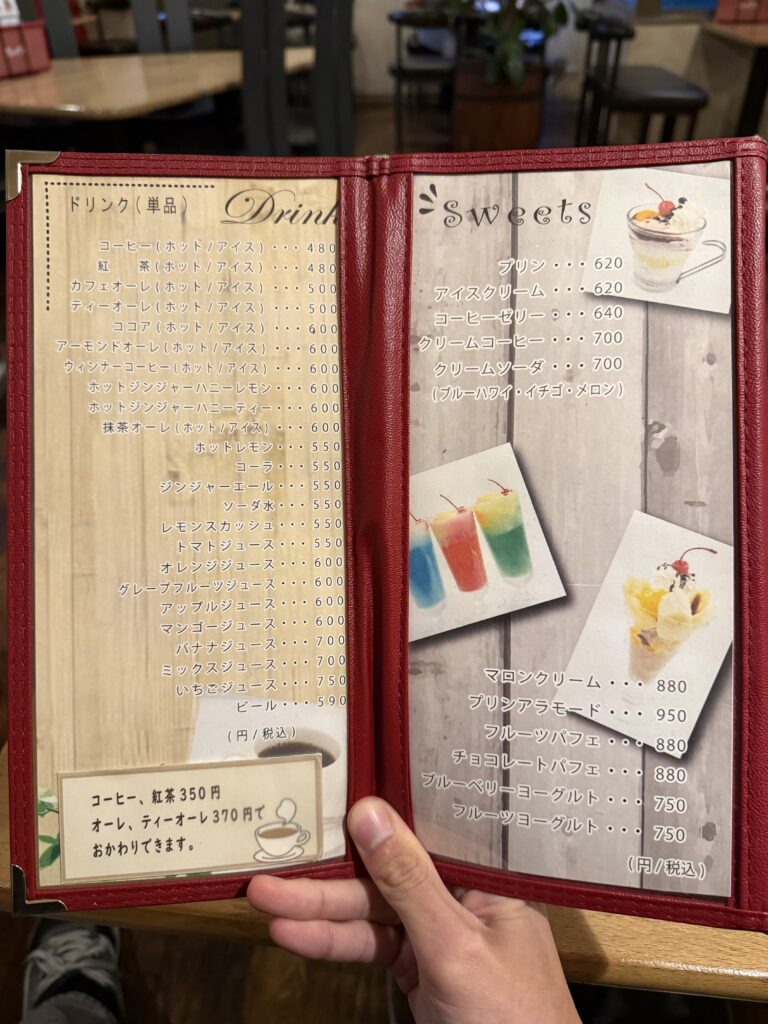 ドリンク(単品)
Drink
コーヒー(ホット/アイス)・・・480
紅　茶(ホット/アイス)・・・480
カフェオーレ(ホット/アイス)・・・500
ティーオーレ(ホット/アイス)・・・500
ココア(ホット/アイス)・・・600
アーモンドオーレ(ホット/アイス)・・・600
ウィンナーコーヒー(ホット/アイス)・・・600
ホットジンジャーハニーレモン・・・600
ホットジンジャーハニーティー・・・600
抹茶オーレ(ホット/アイス)・・・600
ホットレモン・・・550
コーラ・・・550
ジンジャーエール・・・550
ソーダ水・・・550
レモンスカッシュ・・・550
トマトジュース・・・550
オレンジジュース・・・600
グレープフルーツジュース・・・600
アップルジュース・・・600
マンゴージュース・・・600
バナナジュース・・・700
ミックスジュース・・・700
いちごジュース・・・750
ビール・・・590
(円/税込)
コーヒー、紅茶350円
オーレ、ティーオーレ370円で
おかわりできます。
Sweets
プリン・・・620
アイスクリーム・・・620
コーヒーゼリー・・・640
クリームコーヒー・・・700
クリームソーダ・・・700
(ブルーハワイ・イチゴ・メロン)
マロンクリーム・・・880
プリンアラモード・・・950
フルーツパフェ・・・880
チョコレートパフェ・・・880
ブルーベリーヨーグルト・・・750
フルーツヨーグルト・・・750
(円/税込)